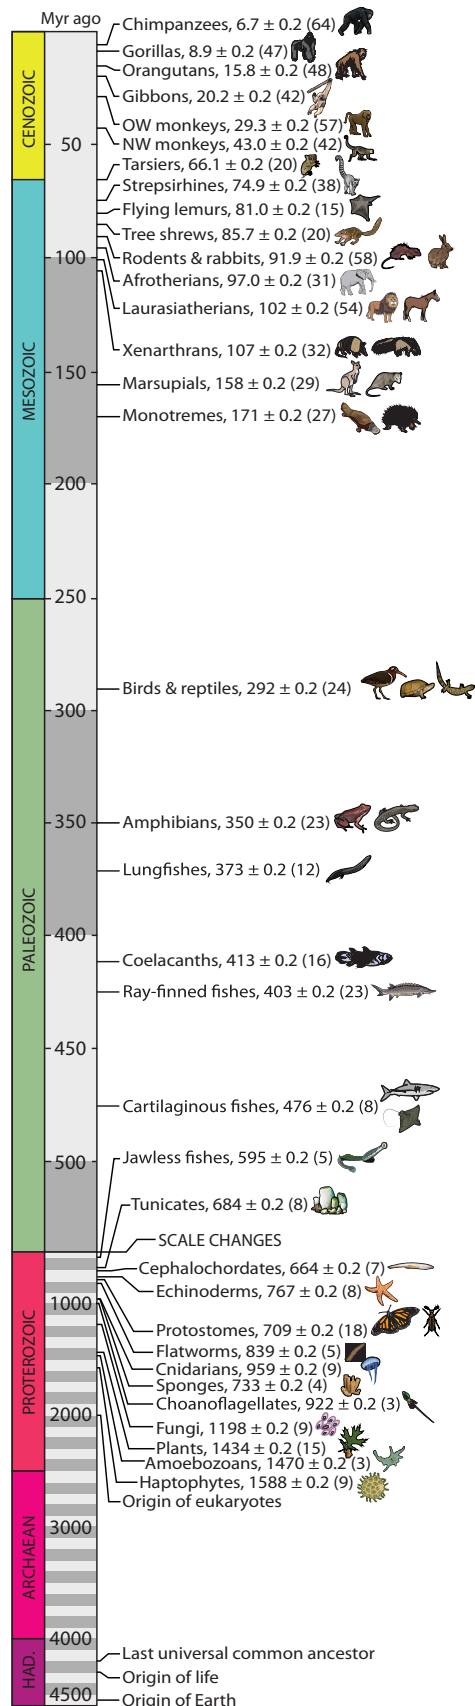 Myr ago
Chimpanzees, 6.7 ± 0.2 (64)
Gorillas, 8.9 ± 0.2 (47)
Orangutans, 15.8 ± 0.2 (48)
Gibbons, 20.2 ± 0.2 (42)
CENOZOIC
OW monkeys, 29.3 ± 0.2 (57)
NW monkeys, 43.0 ± 0.2 (42)
50
Tarsiers, 66.1 ± 0.2 (20)
Strepsirhines, 74.9 ± 0.2 (38)
Flying lemurs, 81.0 ± 0.2 (15)
Tree shrews, 85.7 ± 0.2 (20)
Rodents & rabbits, 91.9 ± 0.2 (58)
100
Afrotherians, 97.0 ± 0.2 (31)
Laurasiatherians, 102 ± 0.2 (54)
Xenarthrans, 107 ± 0.2 (32)
MESOZOIC
150
Marsupials, 158 ± 0.2 (29)
Monotremes, 171 ± 0.2 (27)
200
250
Birds & reptiles, 292 ± 0.2 (24)
300
350
Amphibians, 350 ± 0.2 (23)
Lungfishes, 373 ± 0.2 (12)
PALEOZOIC
400
Coelacanths, 413 ± 0.2 (16)
Ray-finned fishes, 403 ± 0.2 (23)
450
Cartilaginous fishes, 476 ± 0.2 (8)
Jawless fishes, 595 ± 0.2 (5)
500
Tunicates, 684 ± 0.2 (8)
SCALE CHANGES
Cephalochordates, 664 ± 0.2 (7)
Echinoderms, 767 ± 0.2 (8)
1000
Protostomes, 709 ± 0.2 (18)
PROTEROZOIC
Flatworms, 839 ± 0.2 (5)
Cnidarians, 959 ± 0.2 (9)
Sponges, 733 ± 0.2 (4)
Choanoflagellates, 922 ± 0.2 (3)
2000
Fungi, 1198 ± 0.2 (9)
Plants, 1434 ± 0.2 (15)
Amoebozoans, 1470 ± 0.2 (3)
Haptophytes, 1588 ± 0.2 (9)
Origin of eukaryotes
3000
ARCHAEAN
4000
Last universal common ancestor
HAD.
Origin of life
4500
Origin of Earth